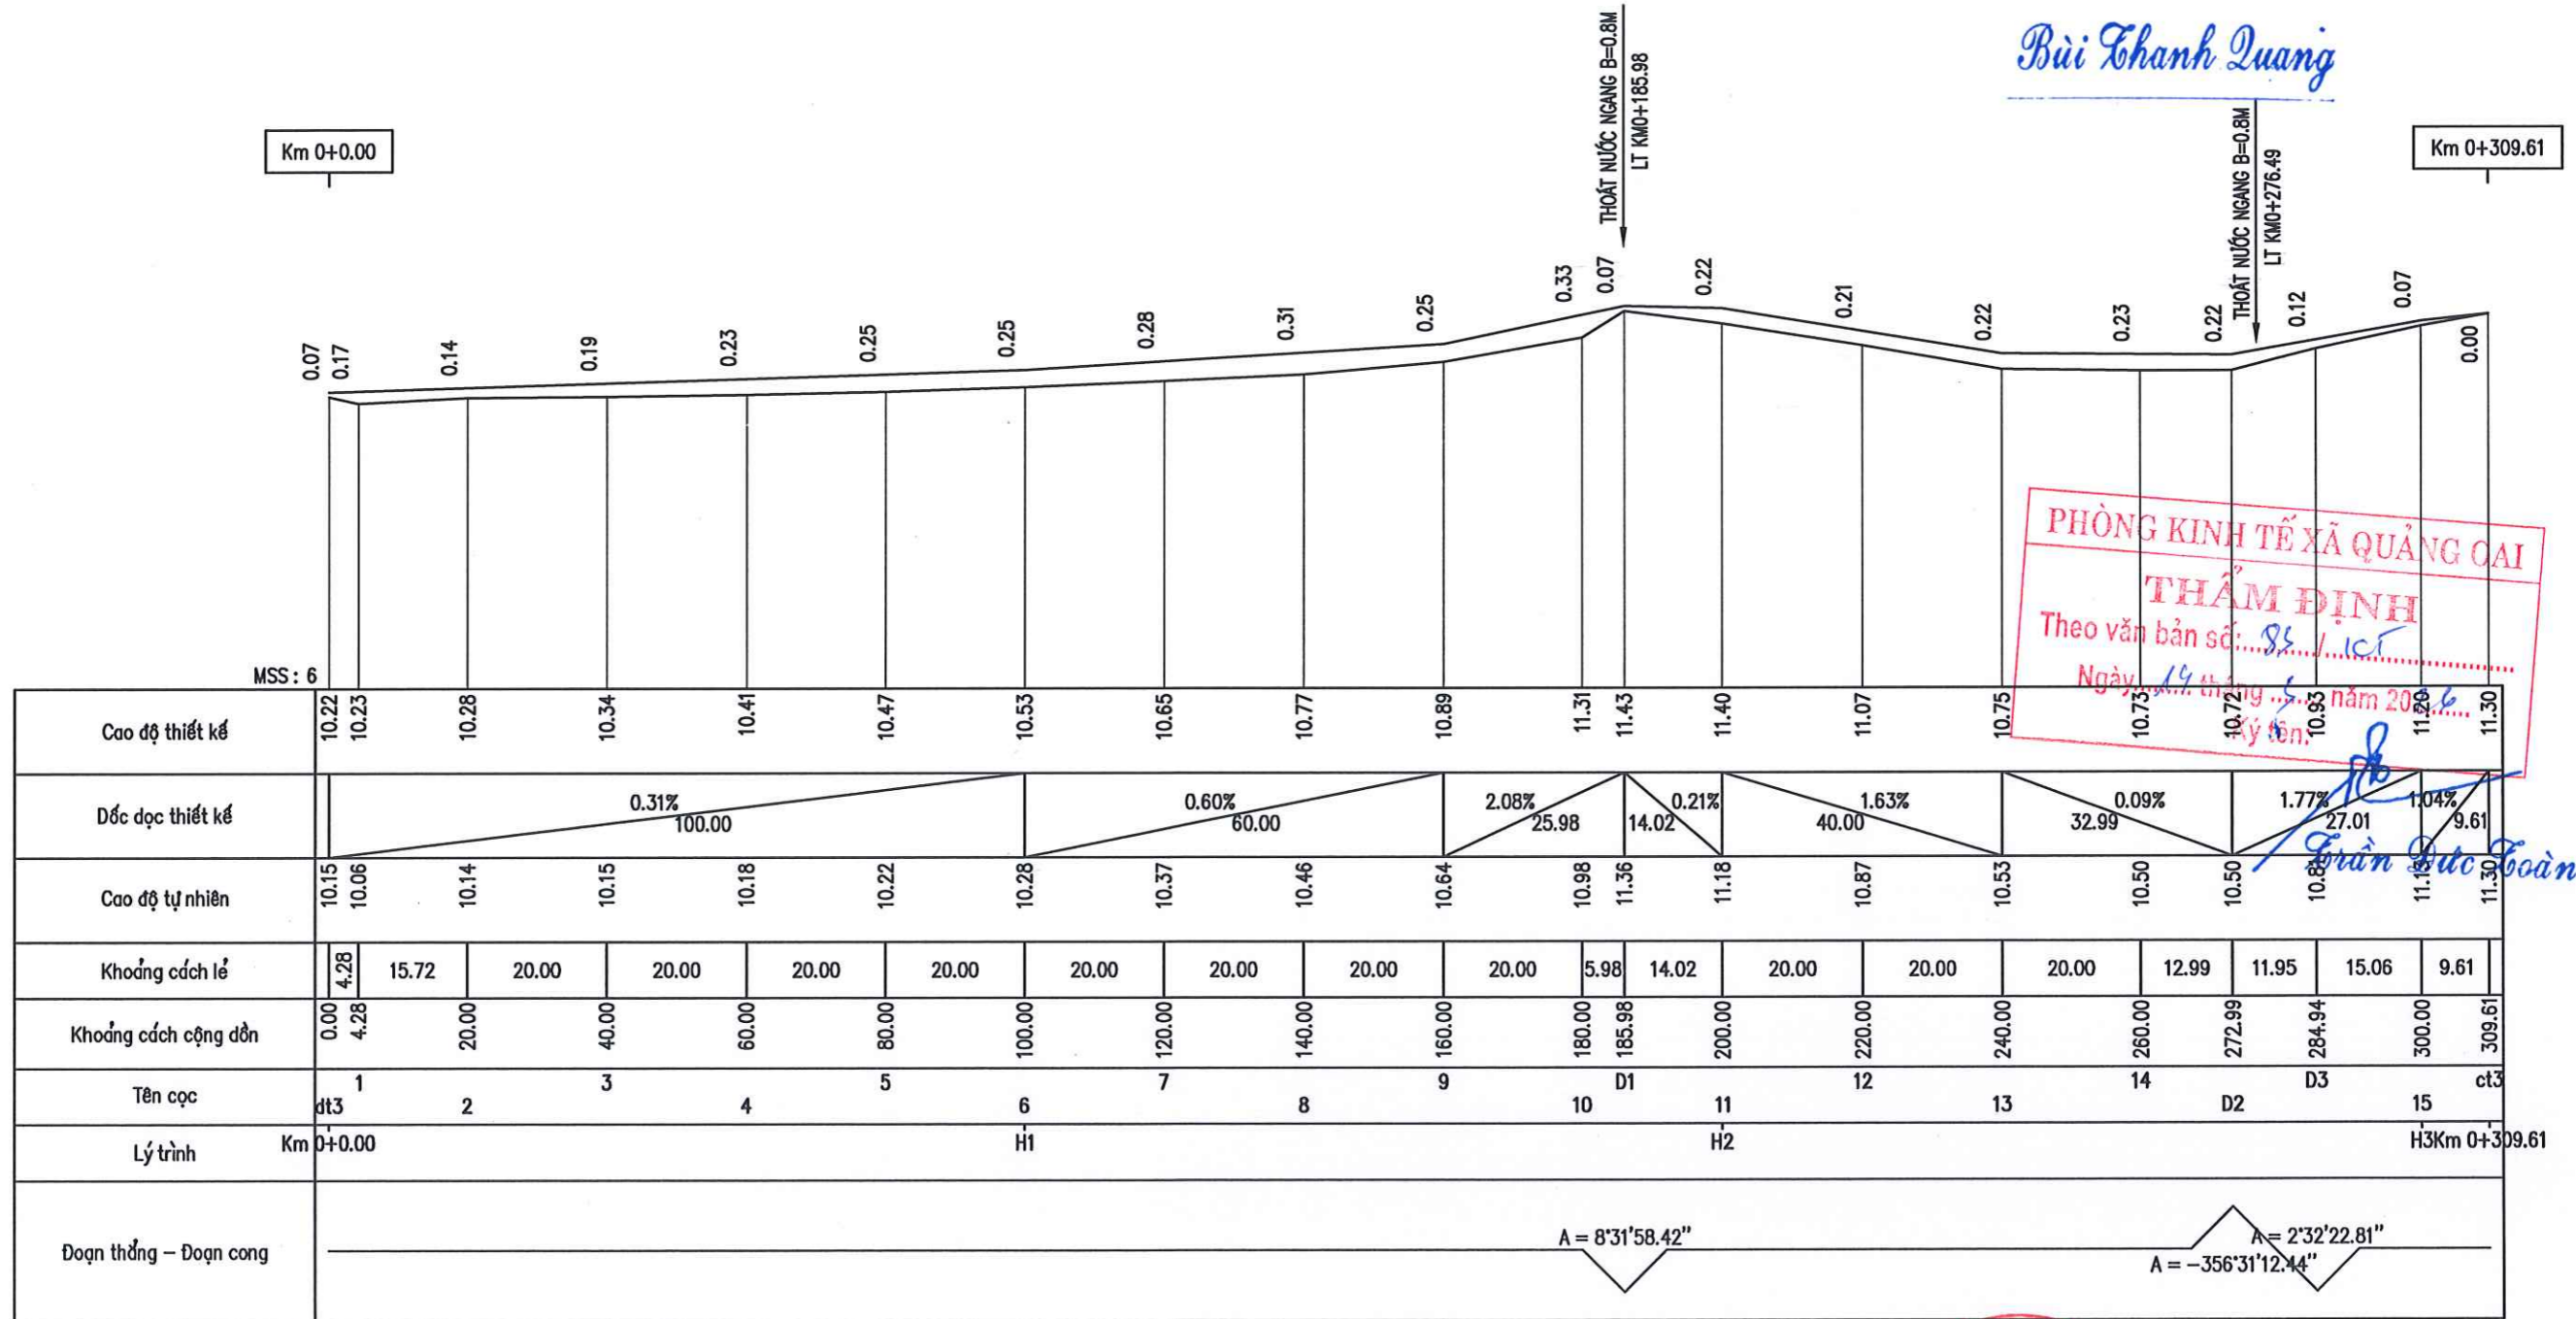 Bùi Thanh Quang
THOÁT NƯỚC NGANG B=0.8M
LT KM0+185.98
THOÁT NƯỚC NGANG B=0.8M
LT KM0+276.49
Km 0+0.00
Km 0+309.61
0.07 0.17 0.14 0.19 0.23 0.25 0.25 0.28 0.31 0.25 0.33 0.07 0.22 0.21 0.22 0.23 0.22 0.12 0.07 0.00
PHÒNG KINH TẾ XÃ QUẢNG OAI
THẨM ĐỊNH
Theo văn bản số: /
Ngày 14 tháng năm 2026
Ký tên:
Trần Đức Toàn
MSS : 6
Cao độ thiết kế 10.22 10.23 10.28 10.34 10.41 10.47 10.53 10.65 10.77 10.89 11.31 11.43 11.40 11.07 10.75 10.73 10.72 10.93 11.20 11.30
Dốc dọc thiết kế 0.31% 0.60% 2.08% 0.21% 1.63% 0.09% 1.77% 1.04%
100.00 60.00 25.98 14.02 40.00 32.99 27.01 9.61
Cao độ tự nhiên 10.15 10.06 10.14 10.15 10.18 10.22 10.28 10.37 10.46 10.64 10.98 11.36 11.18 10.87 10.53 10.50 10.50 11.30
Khoảng cách lẻ 4.28 15.72 20.00 20.00 20.00 20.00 20.00 20.00 20.00 20.00 5.98 14.02 20.00 20.00 20.00 12.99 11.95 15.06 9.61
Khoảng cách cộng dồn 0.00 4.28 20.00 40.00 60.00 80.00 100.00 120.00 140.00 160.00 180.00 185.98 200.00 220.00 240.00 260.00 272.99 284.94 300.00 309.61
Tên cọc dt3 1 2 3 4 5 6 7 8 9 10 D1 11 12 13 14 D2 D3 15 ct3
Lý trình Km 0+0.00 H1 H2 H3 Km 0+309.61
Đoạn thẳng – Đoạn cong
A = 8°31'58.42"
A = 2°32'22.81"
A = −356°31'12.44"